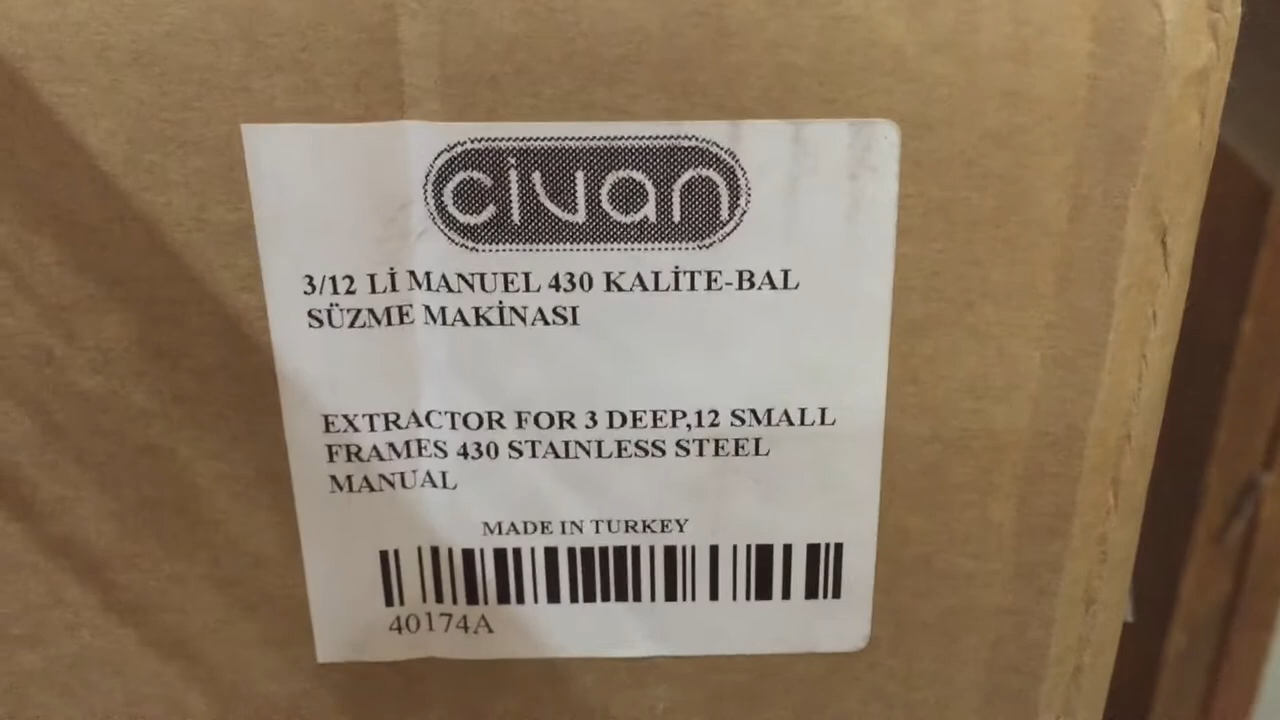 civan
3/12 Lİ MANUEL 430 KALİTE-BAL
SÜZME MAKİNASI
EXTRACTOR FOR 3 DEEP,12 SMALL
FRAMES 430 STAINLESS STEEL
MANUAL
MADE IN TURKEY
40174A